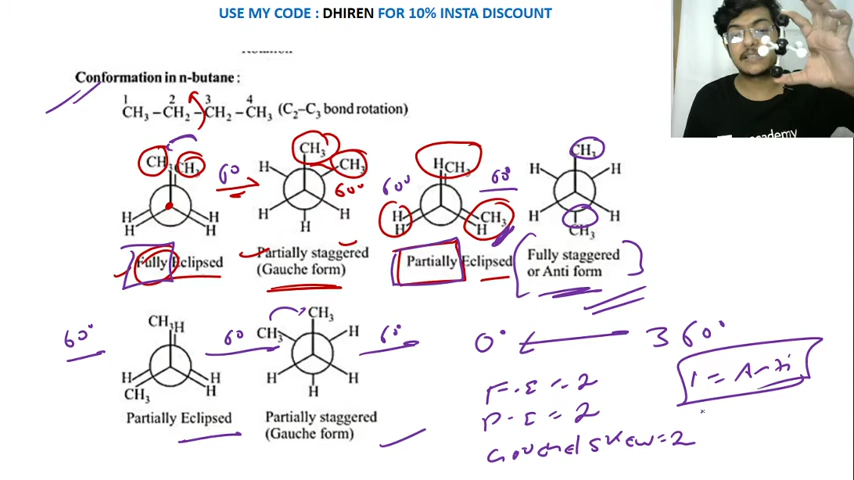 USE MY CODE : DHIREN FOR 10% INSTA DISCOUNT
Conformation in n-butane :
1 2 3 4
CH₃ – CH₂ – CH₂ – CH₃ (C₂–C₃ bond rotation)
CH₃ CH₃ H H H H
60°
CH₃ CH₃ H H H H 60°
60°
H CH₃ H H H CH₃
60°
CH₃ H H H H CH₃
Fully Eclipsed
Partially staggered
(Gauche form)
Partially Eclipsed
Fully staggered
or Anti form
60°
CH₃ H H CH₃ H H
60
CH₃ CH₃ H H H H
60°
Partially Eclipsed
Partially staggered
(Gauche form)
0° 360°
F.E = 2
P.E = 2
skew = 2
1 = Anti